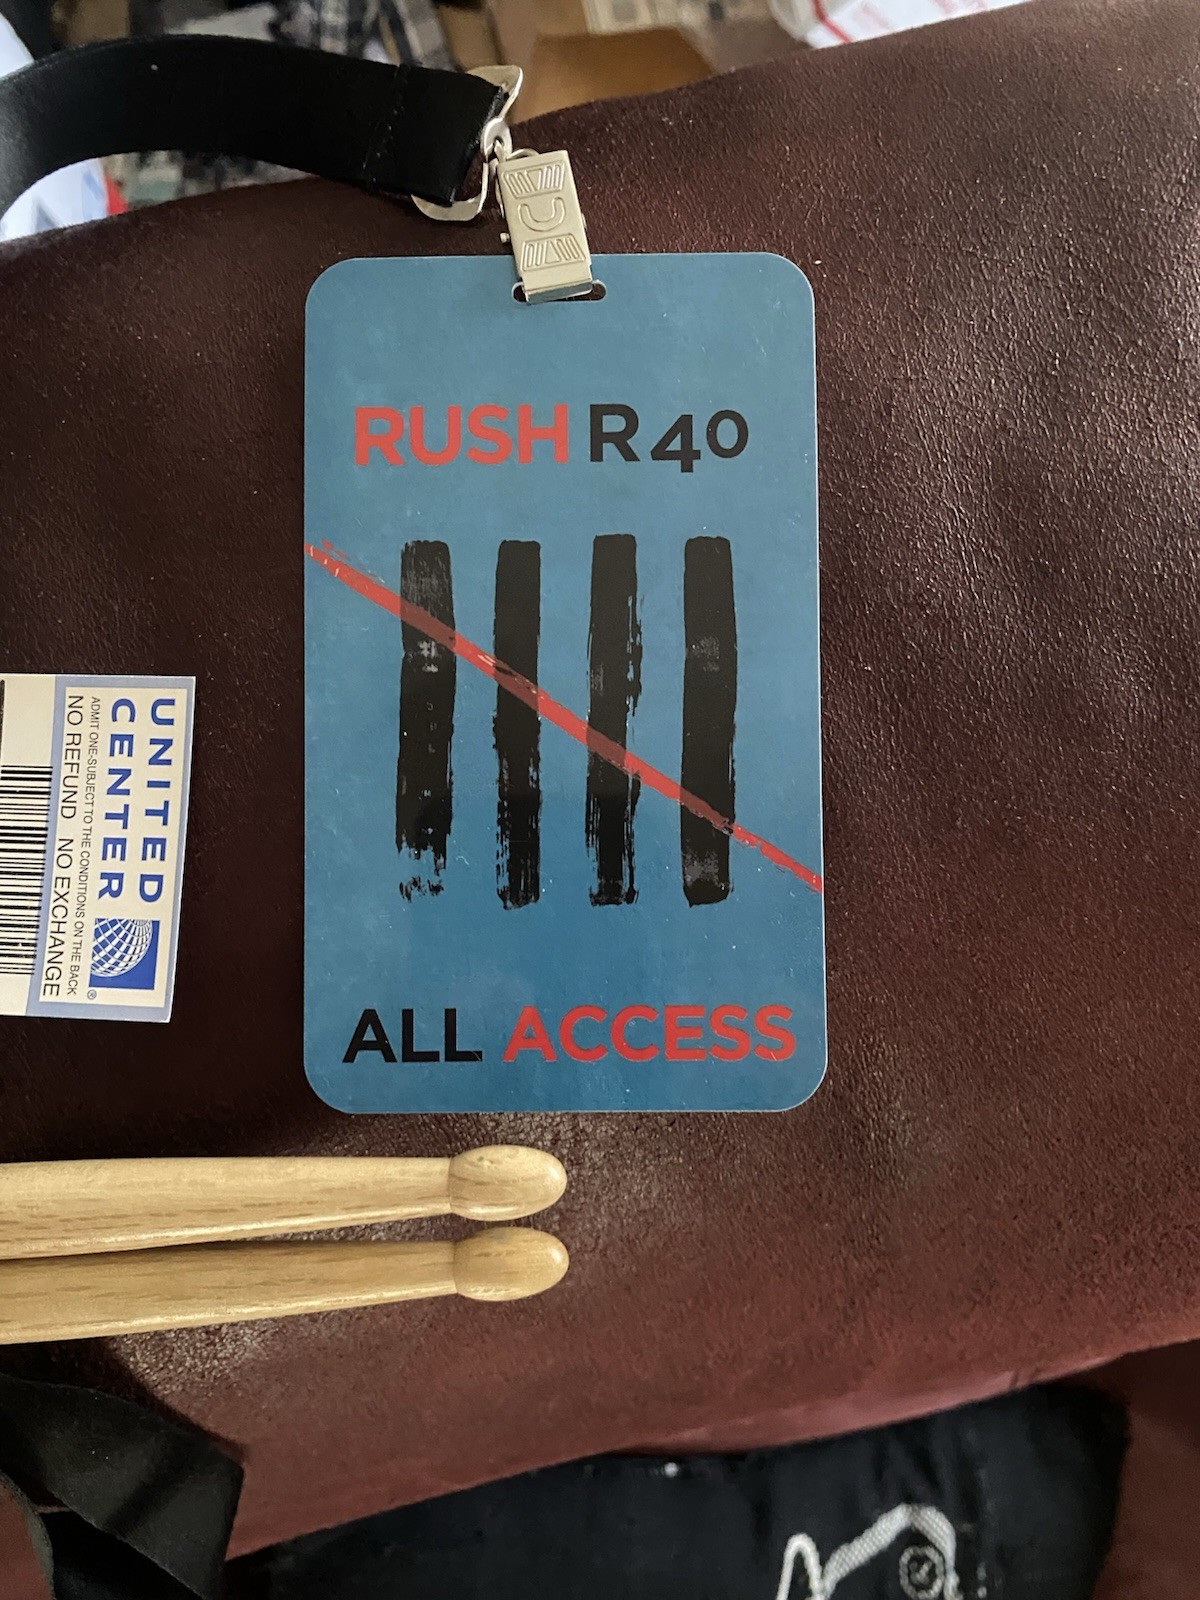 RUSH R40
ALL ACCESS
UNITED
CENTER
ADMIT ONE-SUBJECT TO THE CONDITIONS ON THE BACK
NO REFUND NO EXCHANGE
®